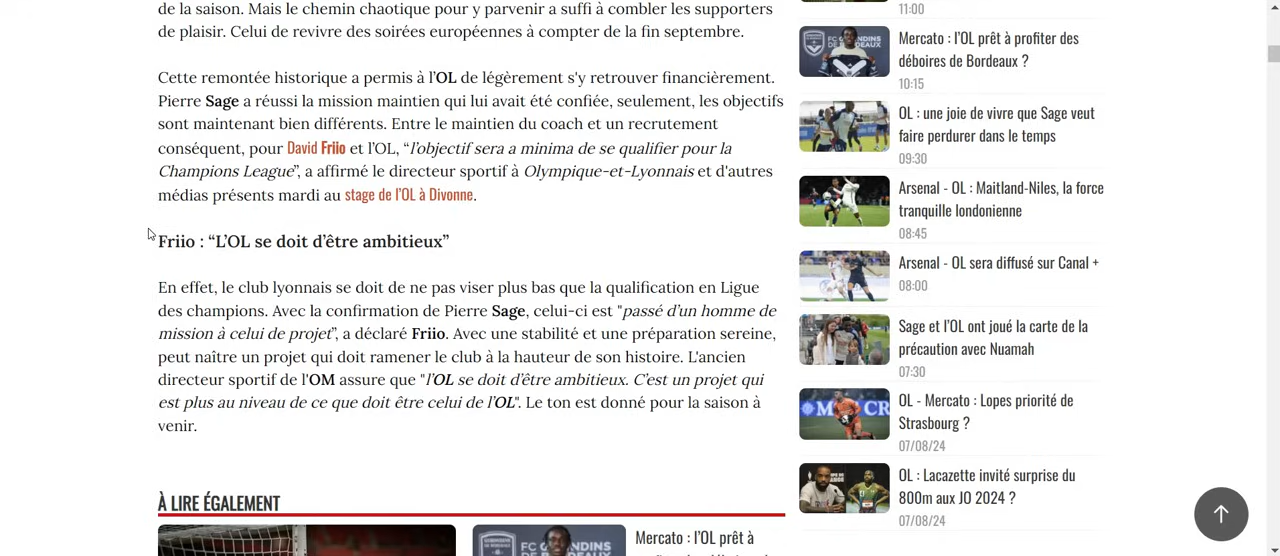 de la saison. Mais le chemin chaotique pour y parvenir a suffi à combler les supporters
de plaisir. Celui de revivre des soirées européennes à compter de la fin septembre.
Cette remontée historique a permis à l’OL de légèrement s'y retrouver financièrement.
Pierre Sage a réussi la mission maintien qui lui avait été confiée, seulement, les objectifs
sont maintenant bien différents. Entre le maintien du coach et un recrutement
conséquent, pour David Friio et l’OL, “l’objectif sera a minima de se qualifier pour la
Champions League”, a affirmé le directeur sportif à Olympique-et-Lyonnais et d'autres
médias présents mardi au stage de l’OL à Divonne.
Friio : “L’OL se doit d’être ambitieux”
En effet, le club lyonnais se doit de ne pas viser plus bas que la qualification en Ligue
des champions. Avec la confirmation de Pierre Sage, celui-ci est "passé d’un homme de
mission à celui de projet”, a déclaré Friio. Avec une stabilité et une préparation sereine,
peut naître un projet qui doit ramener le club à la hauteur de son histoire. L'ancien
directeur sportif de l'OM assure que "l’OL se doit d’être ambitieux. C’est un projet qui
est plus au niveau de ce que doit être celui de l’OL". Le ton est donné pour la saison à
venir.
À LIRE ÉGALEMENT
Mercato : l’OL prêt à
11:00
Mercato : l’OL prêt à profiter des
déboires de Bordeaux ?
10:15
OL : une joie de vivre que Sage veut
faire perdurer dans le temps
09:30
Arsenal - OL : Maitland-Niles, la force
tranquille londonienne
08:45
Arsenal - OL sera diffusé sur Canal +
08:00
Sage et l’OL ont joué la carte de la
précaution avec Nuamah
07:30
OL - Mercato : Lopes priorité de
Strasbourg ?
07/08/24
OL : Lacazette invité surprise du
800m aux JO 2024 ?
07/08/24